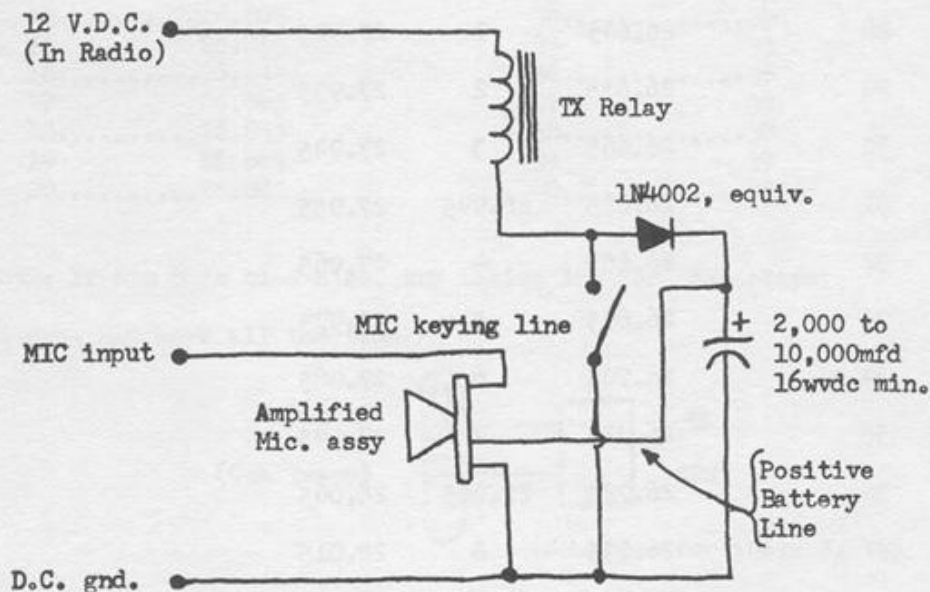 12 V.D.C.
(In Radio)
TX Relay
1N4002, equiv.
MIC keying line
MIC input
+
2,000 to
10,000mfd
16wvdc min.
Amplified
Mic. assy
Positive
Battery
Line
D.C. gnd.